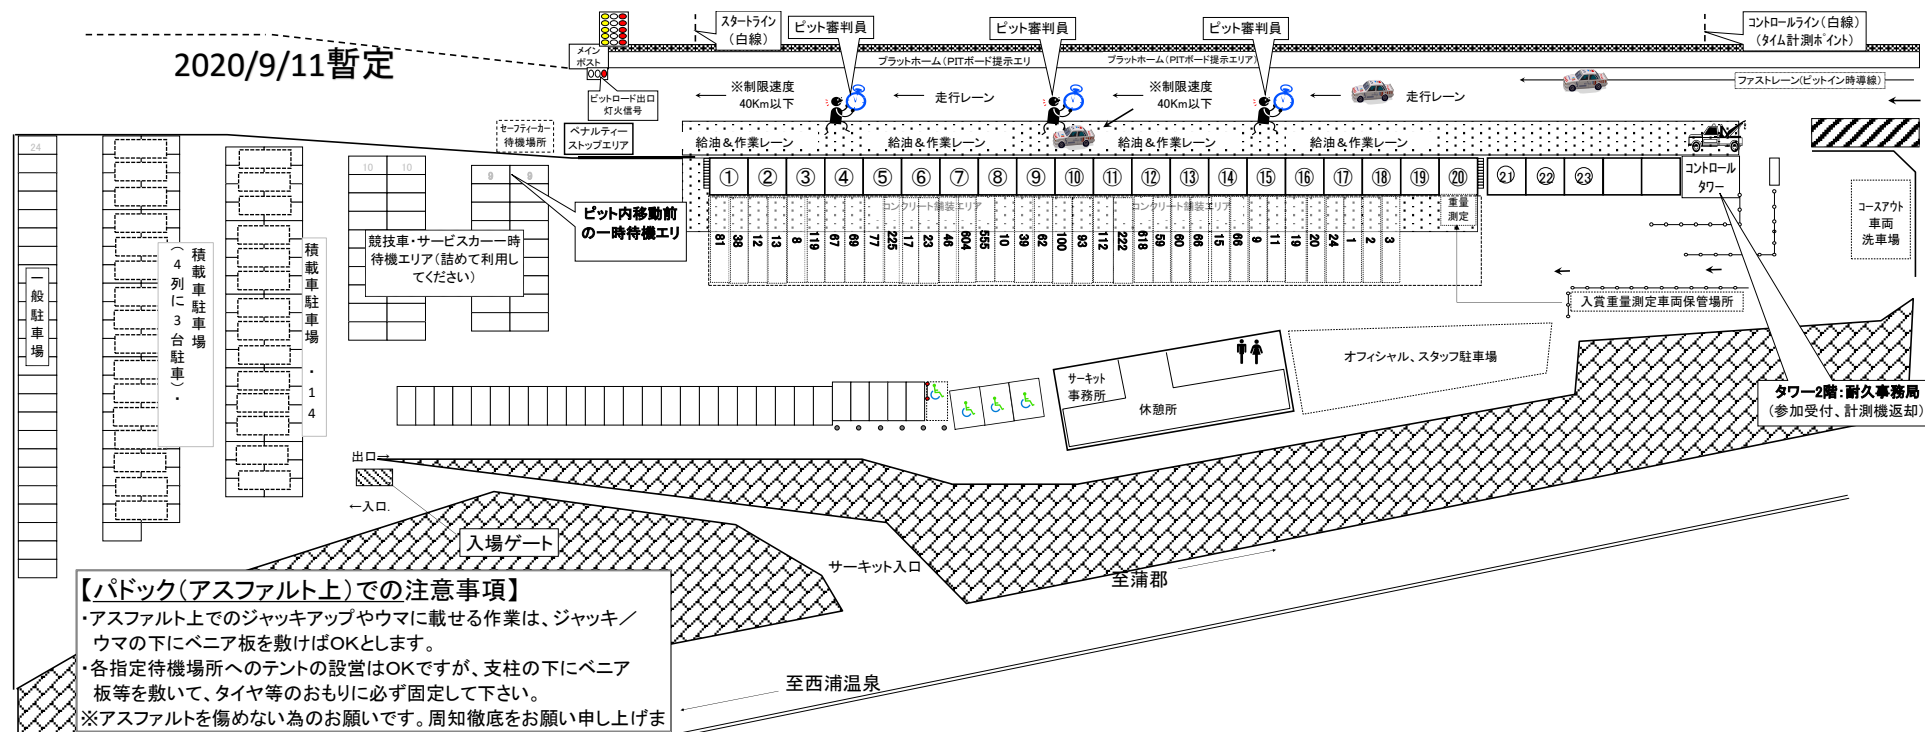 2020/9/11暫定
メイン
ポスト
スタートライン
(白線)
ピット審判員
ピット審判員
ピット審判員
コントロールライン(白線)
(タイム計測ポイント)
プラットホーム(PITボード提示エリ
プラットホーム(PITボード提示エリア)
ピットロード出口
灯火信号
※制限速度
40Km以下
走行レーン
※制限速度
40Km以下
走行レーン
ファストレーン(ピットイン時導線)
セーフティーカー
待機場所
ペナルティー
ストップエリア
給油&作業レーン
給油&作業レーン
給油&作業レーン
給油&作業レーン
① ② ③ ④ ⑤ ⑥ ⑦ ⑧ ⑨ ⑩ ⑪ ⑫ ⑬ ⑭ ⑮ ⑯ ⑰ ⑱ ⑲ ⑳ ㉑ ㉒ ㉓
コントロール
タワー
コンクリート舗装エリア
コンクリート舗装エリア
重量
測定
81 38 12 13 8 119 67 69 77 225 17 23 46 604 555 10 39 62 100 93 112 222 618 59 60 66 15 66 9 11 19 20 24 1 2 3
コースアウト
車両
洗車場
24
10 10
9 9
ピット内移動前
の一時待機エリ
競技車・サービスカー一時
待機エリア(詰めて利用し
てください)
一般駐車場
積載車駐車場
(4列に3台駐車)・
積載車駐車場・14
入賞重量測定車両保管場所
オフィシャル、スタッフ駐車場
サーキット
事務所
休憩所
タワー2階:耐久事務局
(参加受付、計測機返却)
出口→
←入口.
入場ゲート
サーキット入口
至蒲郡
至西浦温泉
【パドック(アスファルト上)での注意事項】
・アスファルト上でのジャッキアップやウマに載せる作業は、ジャッキ/
ウマの下にベニア板を敷けばOKとします。
・各指定待機場所へのテントの設営はOKですが、支柱の下にベニア
板等を敷いて、タイヤ等のおもりに必ず固定して下さい。
※アスファルトを傷めない為のお願いです。周知徹底をお願い申し上げま